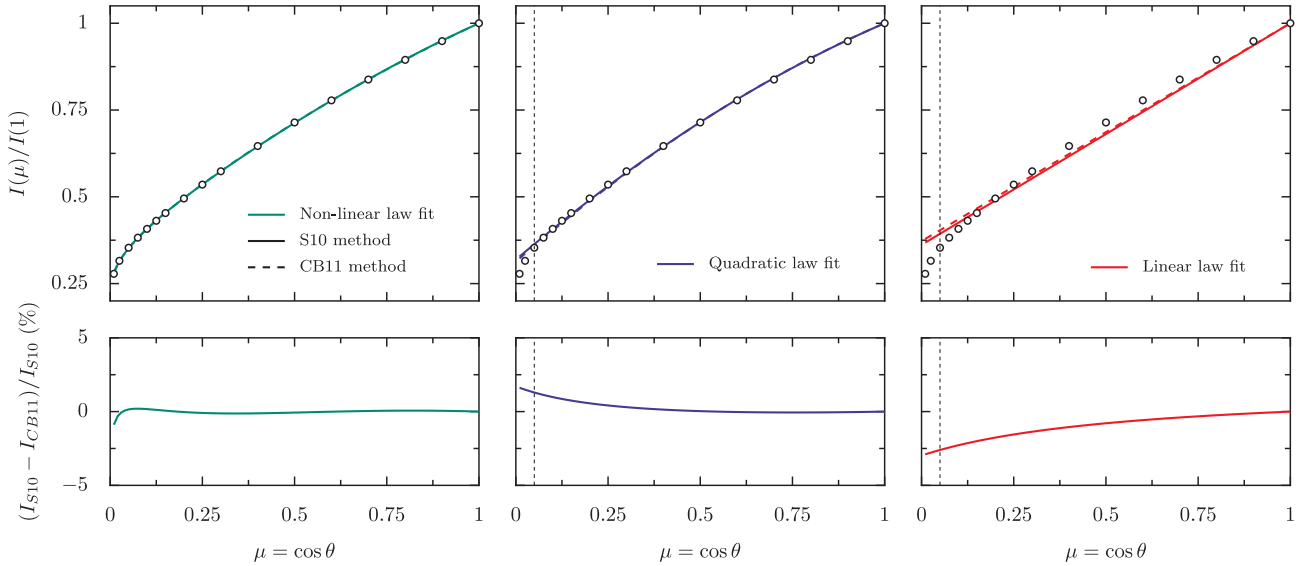 1
0.75
0.5
0.25
I(μ)/I(1)
Non-linear law fit
S10 method
CB11 method
Quadratic law fit
Linear law fit
5
0
−5
(I_{S10} − I_{CB11})/I_{S10} (%)
0 0.25 0.5 0.75 1
0 0.25 0.5 0.75 1
0 0.25 0.5 0.75 1
μ = cos θ
μ = cos θ
μ = cos θ